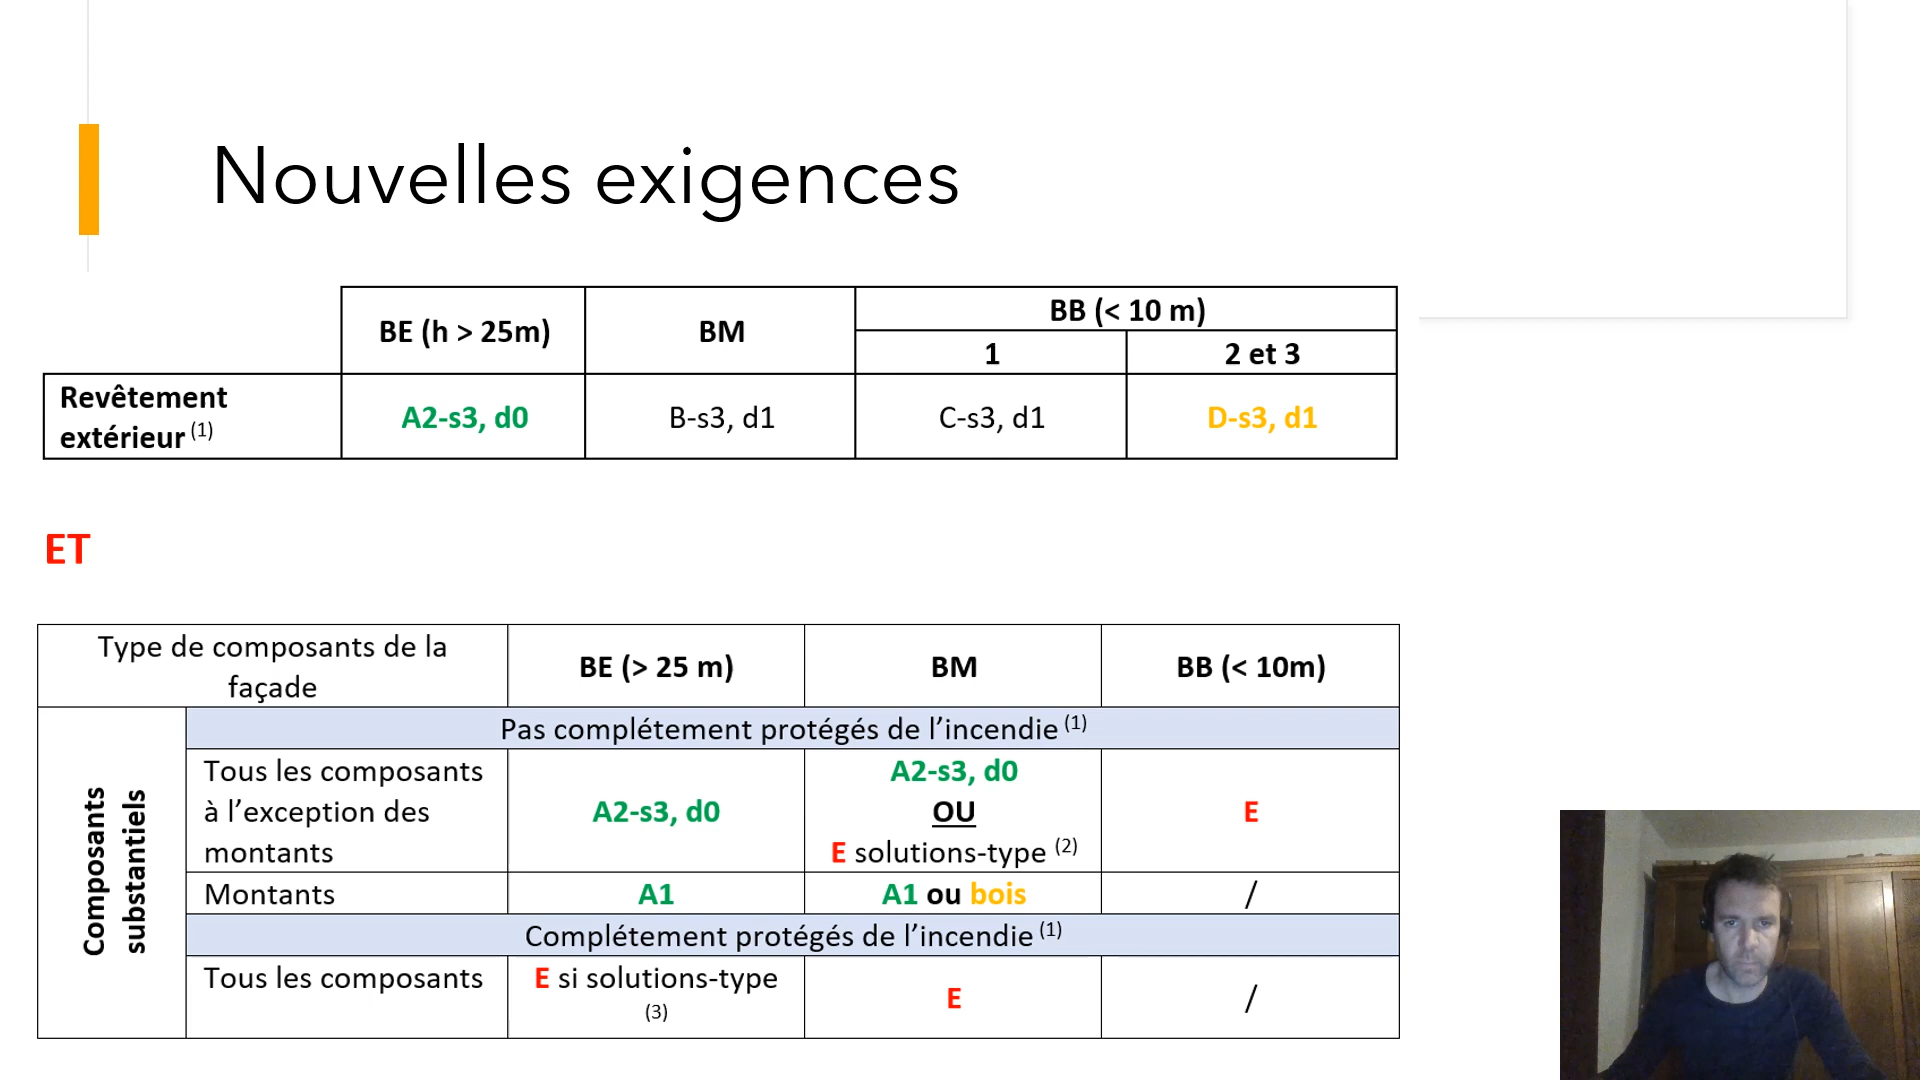 Nouvelles exigences
BE (h > 25m)
BM
BB (< 10 m)
1
2 et 3
Revêtement
extérieur (1)
A2-s3, d0
B-s3, d1
C-s3, d1
D-s3, d1
ET
Type de composants de la
façade
BE (> 25 m)
BM
BB (< 10m)
Composants
substantiels
Pas complétement protégés de l’incendie (1)
Tous les composants
à l’exception des
montants
A2-s3, d0
A2-s3, d0
OU
E solutions-type (2)
E
Montants
A1
A1 ou bois
/
Complétement protégés de l’incendie (1)
Tous les composants
E si solutions-type
(3)
E
/